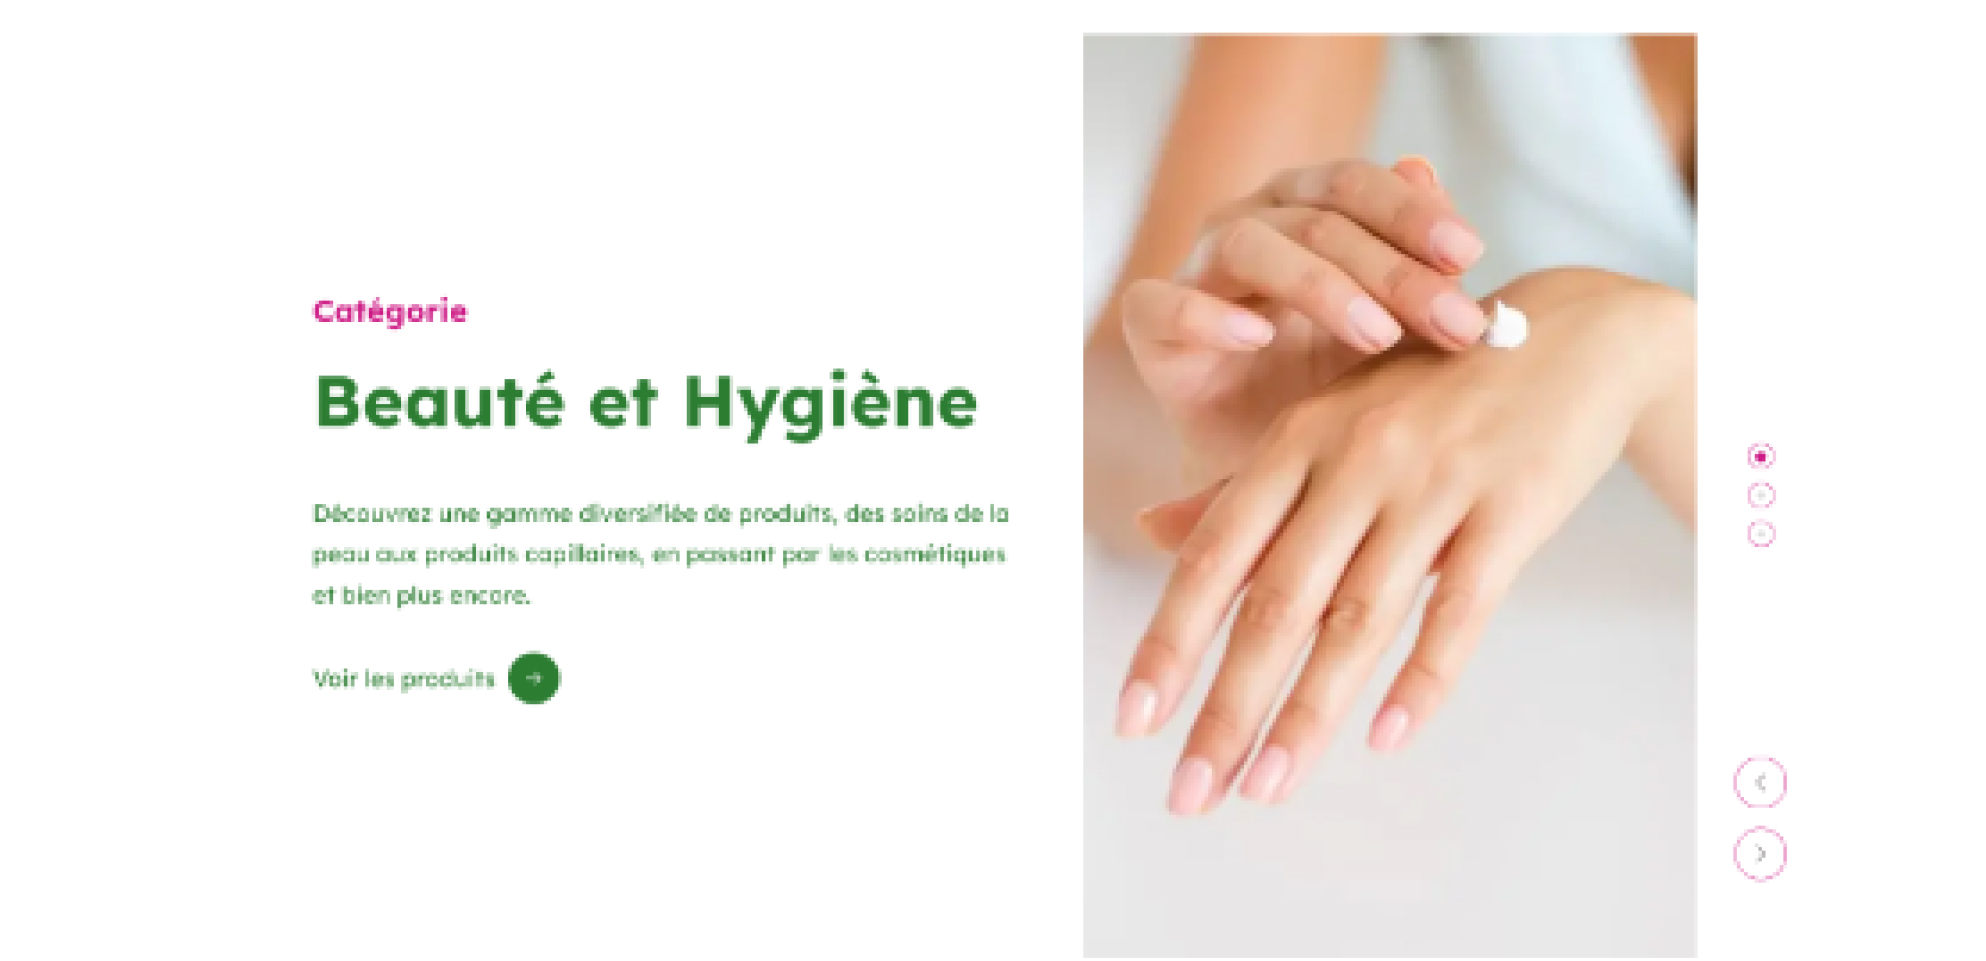 Catégorie
Beauté et Hygiène
Découvrez une gamme diversifiée de produits, des soins de la
peau aux produits capillaires, en passant par les cosmétiques
et bien plus encore.
Voir les produits